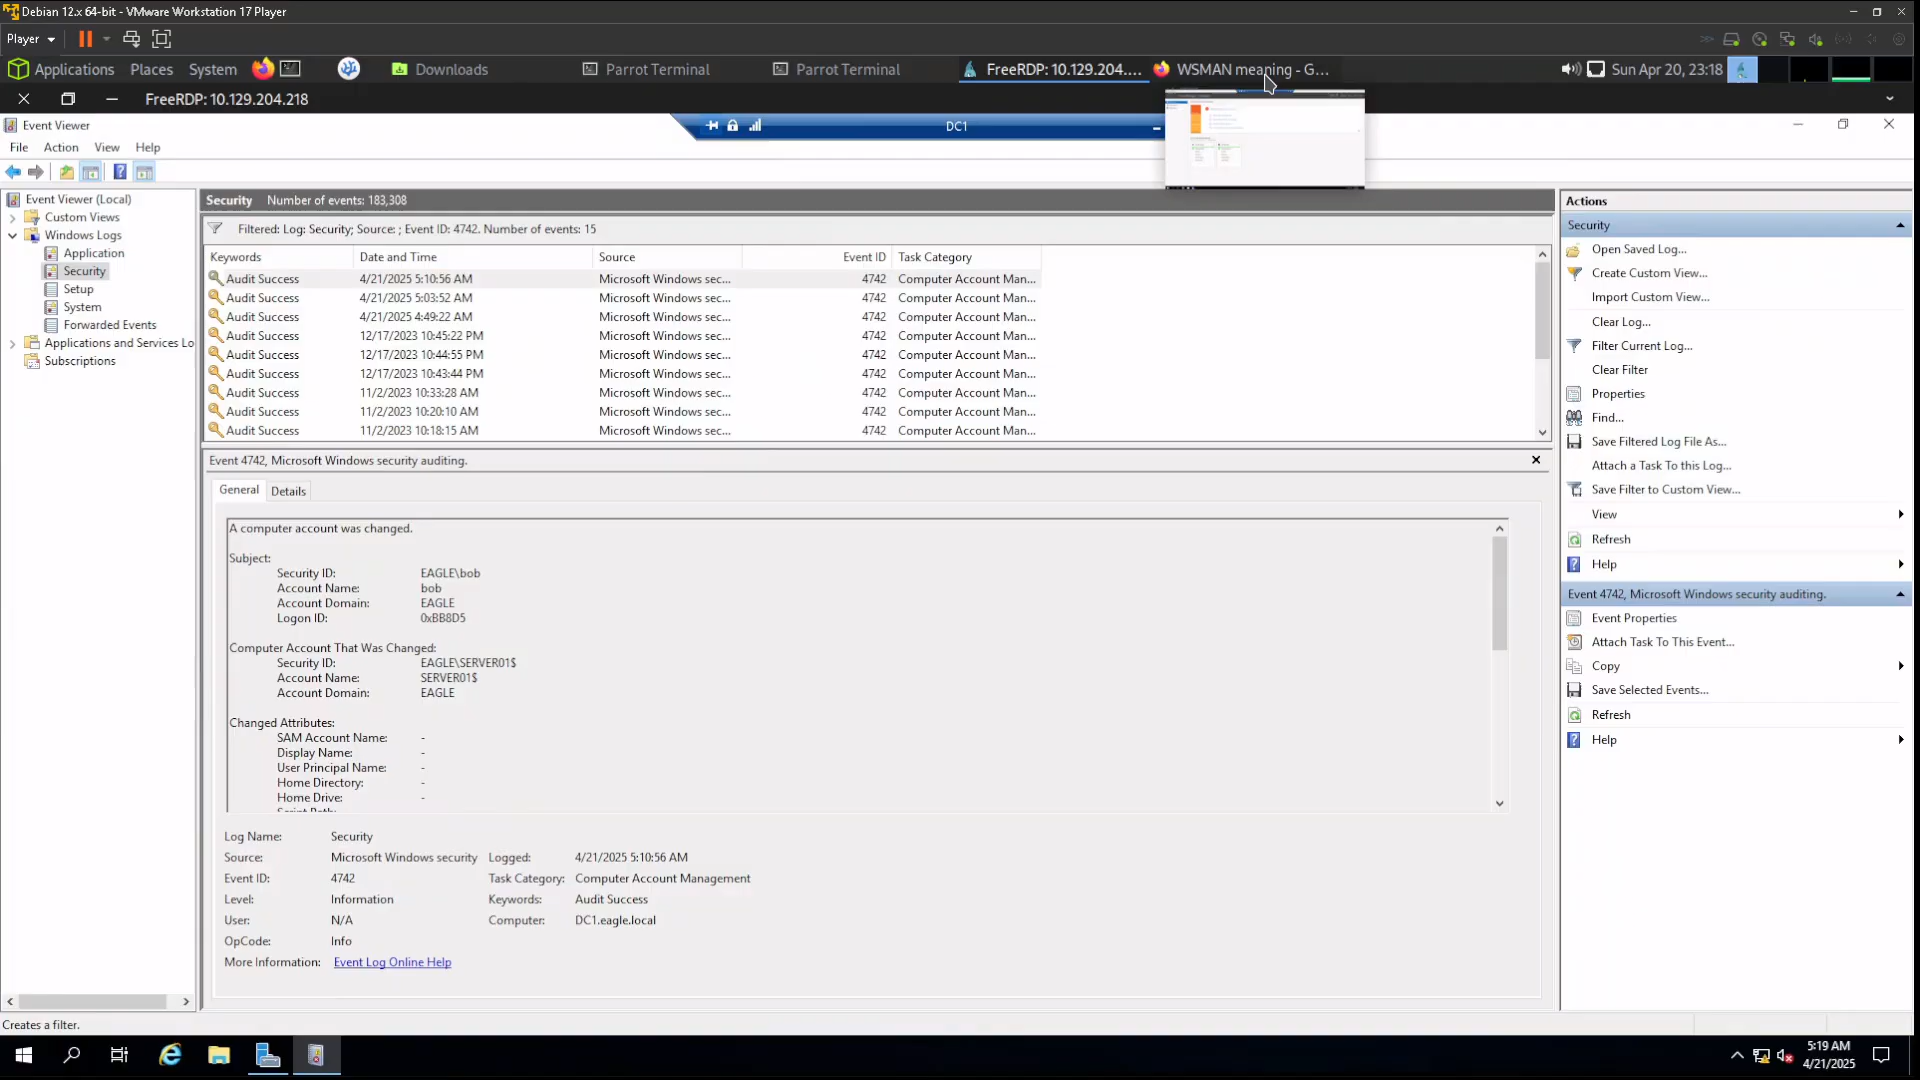 Debian 12.x 64-bit - VMware Workstation 17 Player
Player
Applications Places System Downloads Parrot Terminal Parrot Terminal FreeRDP: 10.129.204.... WSMAN meaning - G... Sun Apr 20, 23:18
FreeRDP: 10.129.204.218
Event Viewer
DC1
File Action View Help
Event Viewer (Local)
Custom Views
Windows Logs
Application
Security
Setup
System
Forwarded Events
Applications and Services Lo
Subscriptions
Security Number of events: 183,308
Filtered: Log: Security; Source: ; Event ID: 4742. Number of events: 15
Keywords Date and Time Source Event ID Task Category
Audit Success 4/21/2025 5:10:56 AM Microsoft Windows sec... 4742 Computer Account Man...
Audit Success 4/21/2025 5:03:52 AM Microsoft Windows sec... 4742 Computer Account Man...
Audit Success 4/21/2025 4:49:22 AM Microsoft Windows sec... 4742 Computer Account Man...
Audit Success 12/17/2023 10:45:22 PM Microsoft Windows sec... 4742 Computer Account Man...
Audit Success 12/17/2023 10:44:55 PM Microsoft Windows sec... 4742 Computer Account Man...
Audit Success 12/17/2023 10:43:44 PM Microsoft Windows sec... 4742 Computer Account Man...
Audit Success 11/2/2023 10:33:28 AM Microsoft Windows sec... 4742 Computer Account Man...
Audit Success 11/2/2023 10:20:10 AM Microsoft Windows sec... 4742 Computer Account Man...
Audit Success 11/2/2023 10:18:15 AM Microsoft Windows sec... 4742 Computer Account Man...
Event 4742, Microsoft Windows security auditing.
General Details
A computer account was changed.
Subject:
Security ID: EAGLE\bob
Account Name: bob
Account Domain: EAGLE
Logon ID: 0xBB8D5
Computer Account That Was Changed:
Security ID: EAGLE\SERVER01$
Account Name: SERVER01$
Account Domain: EAGLE
Changed Attributes:
SAM Account Name: -
Display Name: -
User Principal Name: -
Home Directory: -
Home Drive: -
Script Path: -
Log Name: Security
Source: Microsoft Windows security Logged: 4/21/2025 5:10:56 AM
Event ID: 4742 Task Category: Computer Account Management
Level: Information Keywords: Audit Success
User: N/A Computer: DC1.eagle.local
OpCode: Info
More Information: Event Log Online Help
Actions
Security
Open Saved Log...
Create Custom View...
Import Custom View...
Clear Log...
Filter Current Log...
Clear Filter
Properties
Find...
Save Filtered Log File As...
Attach a Task To this Log...
Save Filter to Custom View...
View
Refresh
Help
Event 4742, Microsoft Windows security auditing.
Event Properties
Attach Task To This Event...
Copy
Save Selected Events...
Refresh
Help
Creates a filter.
5:19 AM
4/21/2025